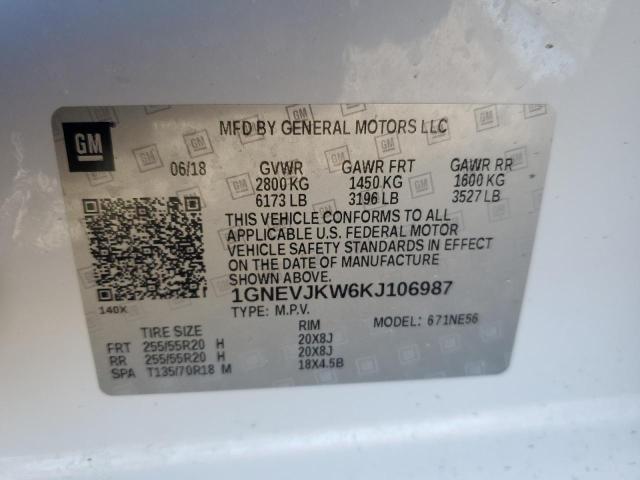 GM
MFD BY GENERAL MOTORS LLC
06/18 GVWR GAWR FRT GAWR RR
2800 KG 1450 KG 1600 KG
6173 LB 3196 LB 3527 LB
THIS VEHICLE CONFORMS TO ALL
APPLICABLE U.S. FEDERAL MOTOR
VEHICLE SAFETY STANDARDS IN EFFECT
ON THE DATE OF MANUFACTURE
SHOWN ABOVE.
1GNEVJKW6KJ106987
140X TYPE: M.P.V. MODEL: 671NE56
TIRE SIZE RIM
FRT 255/55R20 H 20X8J
RR 255/55R20 H 20X8J
SPA T135/70R18 M 18X4.5B